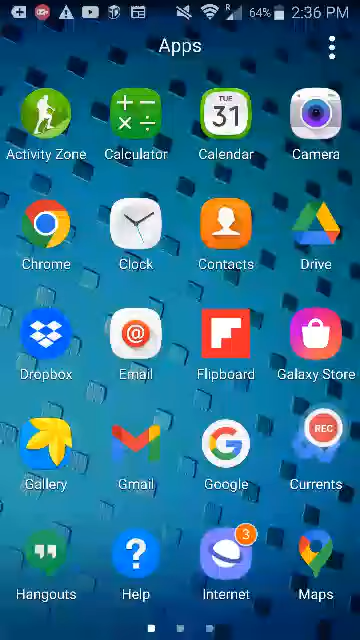 R 64% 2:36 PM
Apps
TUE
31
Activity Zone Calculator Calendar Camera
Chrome Clock Contacts Drive
Dropbox Email Flipboard Galaxy Store
REC
Gallery Gmail Google Currents
3
Hangouts Help Internet Maps